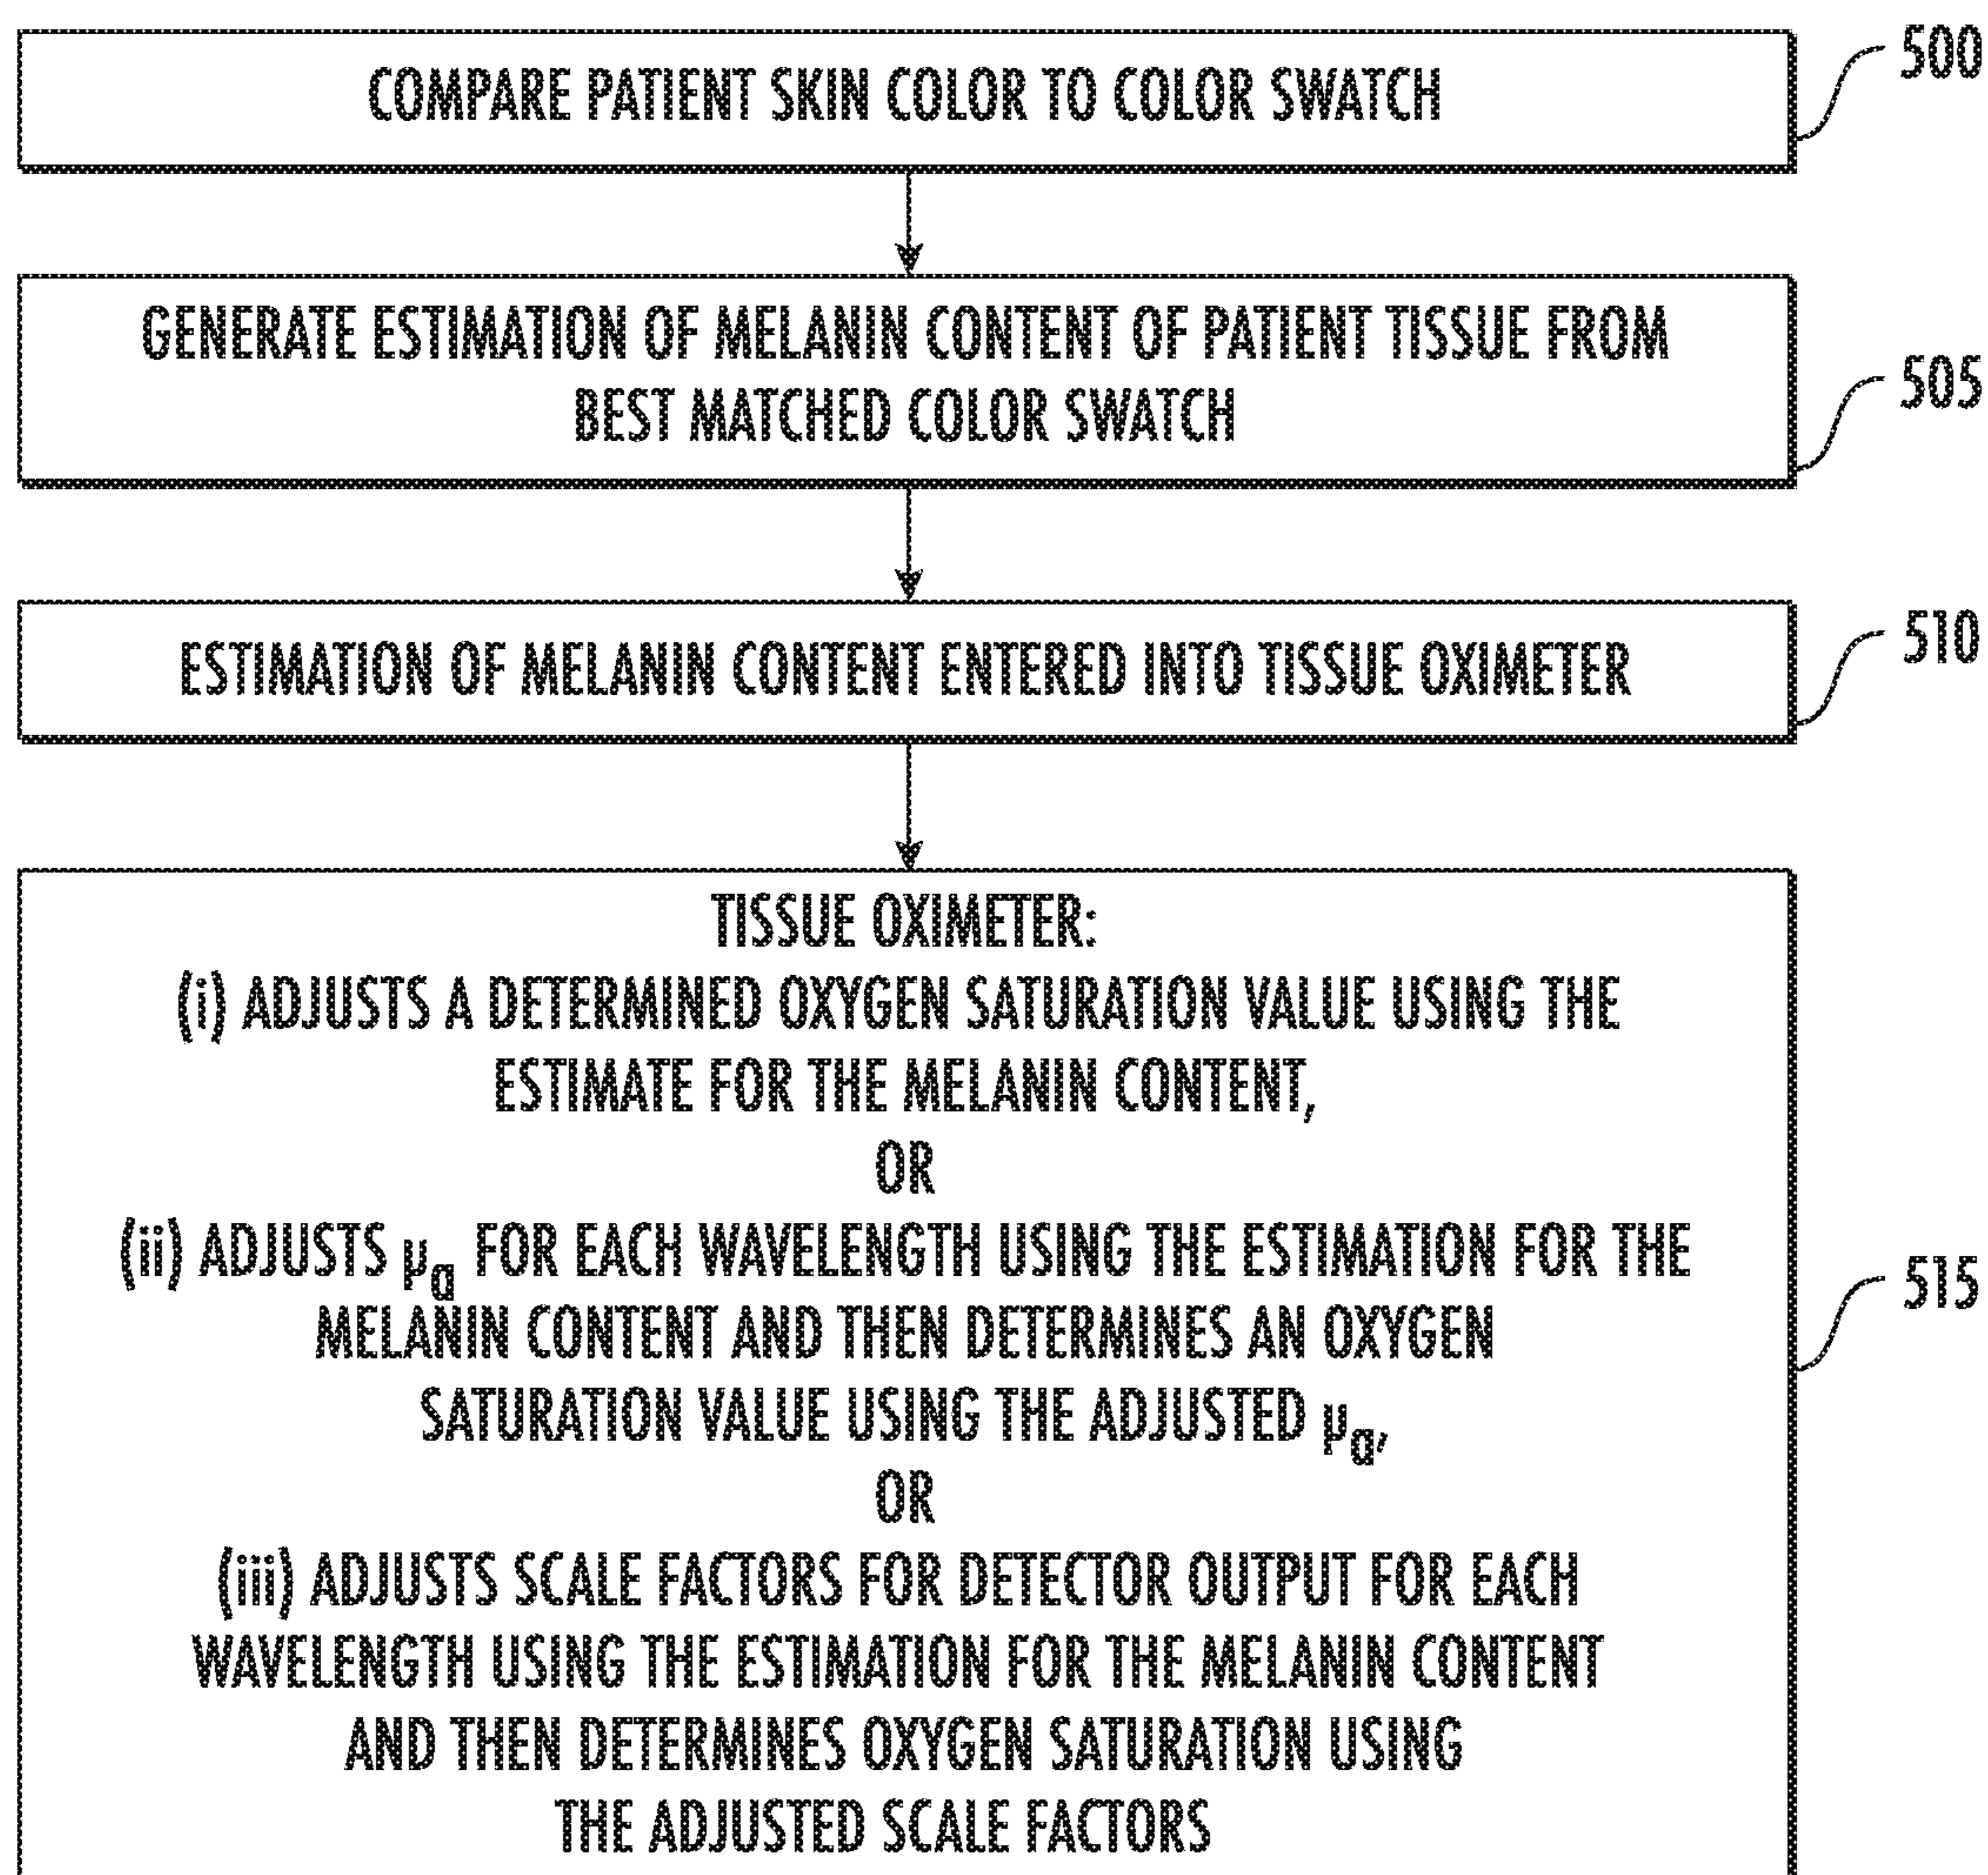 COMPARE PATIENT SKIN COLOR TO COLOR SWATCH
500
GENERATE ESTIMATION OF MELANIN CONTENT OF PATIENT TISSUE FROM
BEST MATCHED COLOR SWATCH
505
ESTIMATION OF MELANIN CONTENT ENTERED INTO TISSUE OXIMETER
510
TISSUE OXIMETER:
(i) ADJUSTS A DETERMINED OXYGEN SATURATION VALUE USING THE
ESTIMATE FOR THE MELANIN CONTENT,
OR
(ii) ADJUSTS μa FOR EACH WAVELENGTH USING THE ESTIMATION FOR THE
MELANIN CONTENT AND THEN DETERMINES AN OXYGEN
SATURATION VALUE USING THE ADJUSTED μa,
OR
(iii) ADJUSTS SCALE FACTORS FOR DETECTOR OUTPUT FOR EACH
WAVELENGTH USING THE ESTIMATION FOR THE MELANIN CONTENT
AND THEN DETERMINES OXYGEN SATURATION USING
THE ADJUSTED SCALE FACTORS
515